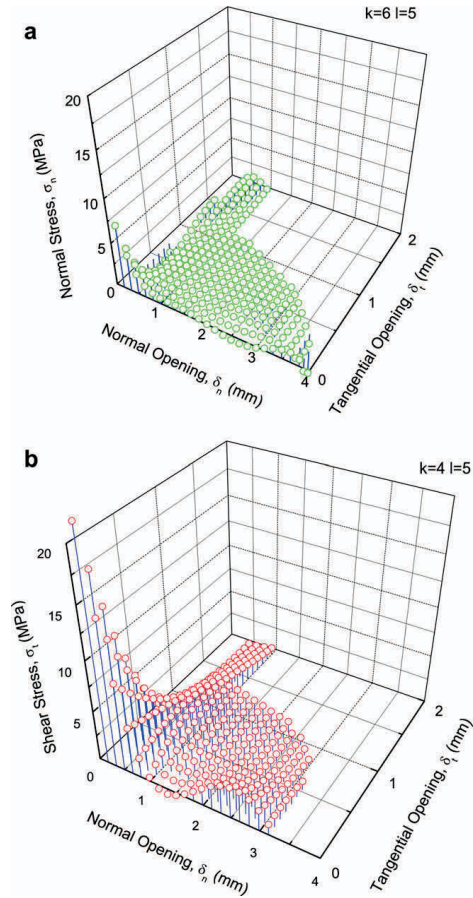 a
k=6 l=5
20
15
10
5
0
Normal Stress, σn (MPa)
0
1
2
3
4
Normal Opening, δn (mm)
0
1
2
Tangential Opening, δt (mm)
b
k=4 l=5
20
15
10
5
0
Shear Stress, σt (MPa)
1
2
3
4
Normal Opening, δn (mm)
0
1
2
Tangential Opening, δt (mm)